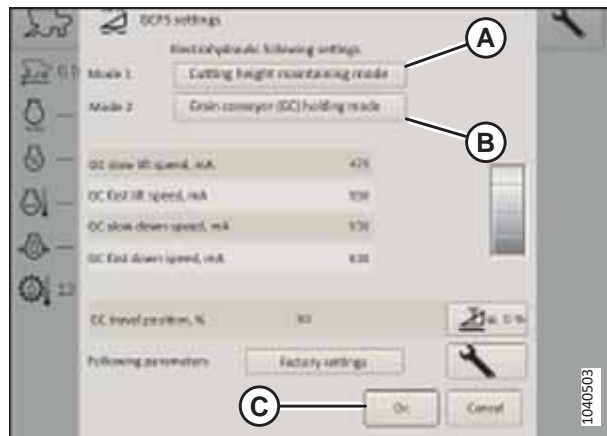 GCFS settings
Electrohydraulic following settings
Mode 1 Cutting height maintaining mode
Mode 2 Grain conveyor (GC) holding mode
GC slow lift speed, mA
GC fast lift speed, mA
GC slow down speed, mA
GC fast down speed, mA
GC travel position, %
Following parameters Factory settings
Ok Cancel
A
B
C
1040503